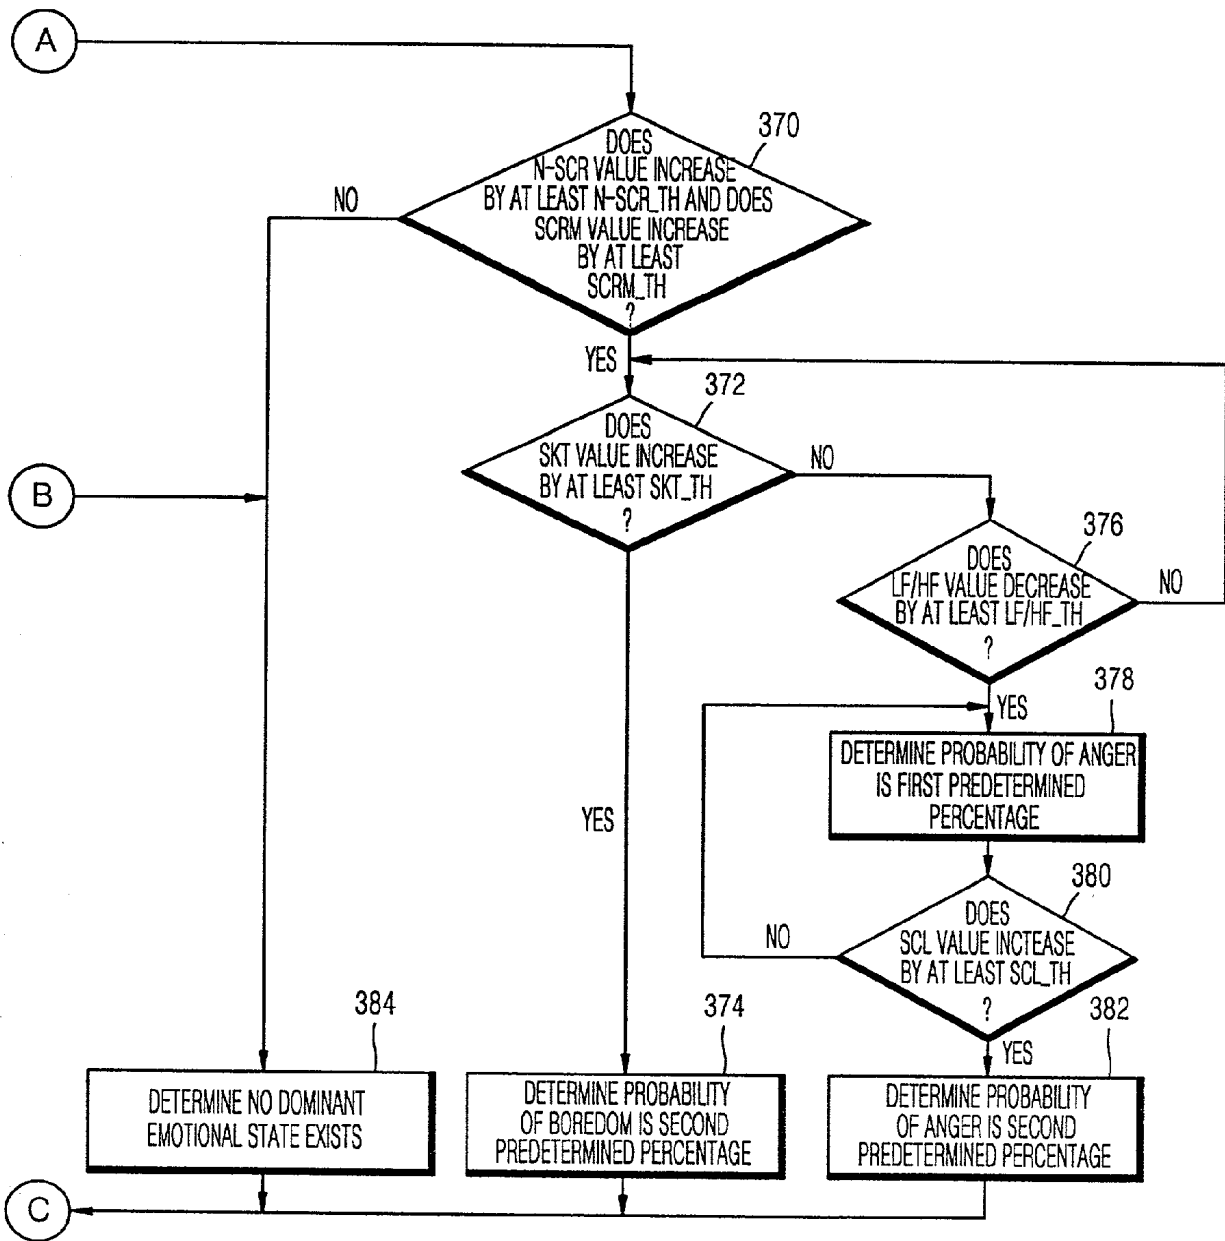 A
370
DOES
N-SCR VALUE INCREASE
BY AT LEAST N-SCR_TH AND DOES
SCRM VALUE INCREASE
BY AT LEAST
SCRM_TH
?
NO
YES
372
DOES
SKT VALUE INCREASE
BY AT LEAST SKT_TH
?
NO
B
376
DOES
LF/HF VALUE DECREASE
BY AT LEAST LF/HF_TH
?
NO
YES
378
DETERMINE PROBABILITY OF ANGER
IS FIRST PREDETERMINED
PERCENTAGE
YES
380
DOES
SCL VALUE INCTEASE
BY AT LEAST SCL_TH
?
NO
YES
384
DETERMINE NO DOMINANT
EMOTIONAL STATE EXISTS
374
DETERMINE PROBABILITY
OF BOREDOM IS SECOND
PREDETERMINED PERCENTAGE
382
DETERMINE PROBABILITY
OF ANGER IS SECOND
PREDETERMINED PERCENTAGE
C